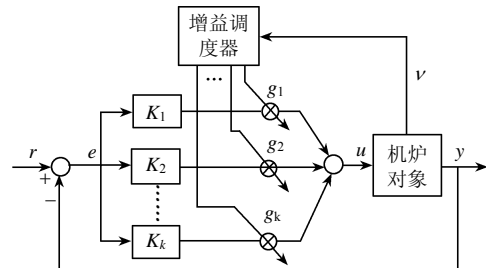 增益调
度器
...
g1
ν
K1
r
+
−
e
K2
g2
u
机炉
对象
y
......
Kk
gk